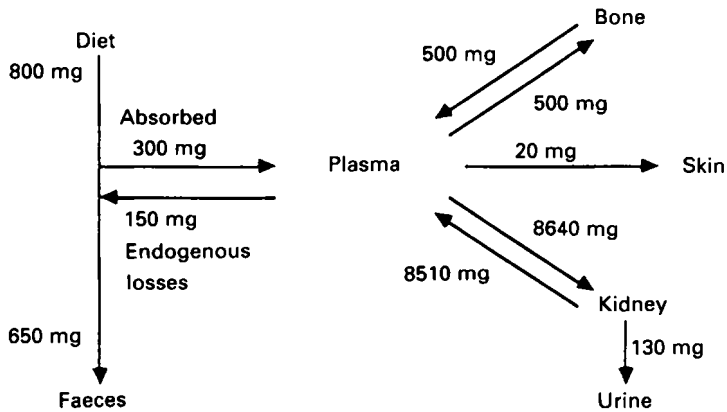 Diet
800 mg
Absorbed
300 mg
150 mg
Endogenous
losses
650 mg
Faeces
Plasma
Bone
500 mg
500 mg
20 mg
Skin
8640 mg
8510 mg
Kidney
130 mg
Urine